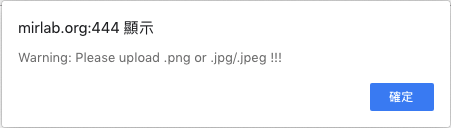 mirlab.org:444 顯示
Warning: Please upload .png or .jpg/.jpeg !!!
確定